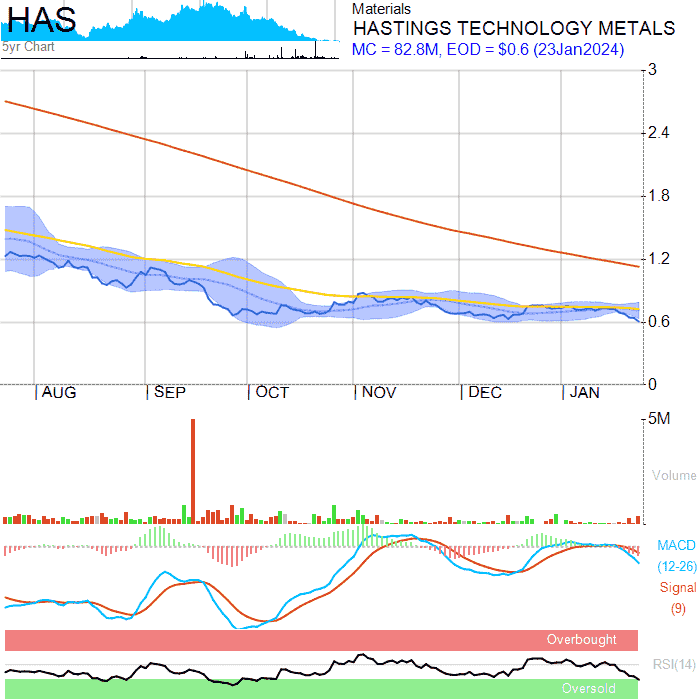 HAS
5yr Chart
Materials
HASTINGS TECHNOLOGY METALS
MC = 82.8M, EOD = $0.6 (23Jan2024)
3
2.4
1.8
1.2
0.6
0
AUG SEP OCT NOV DEC JAN
5M
Volume
MACD
(12-26)
Signal
(9)
Overbought
RSI(14)
Oversold